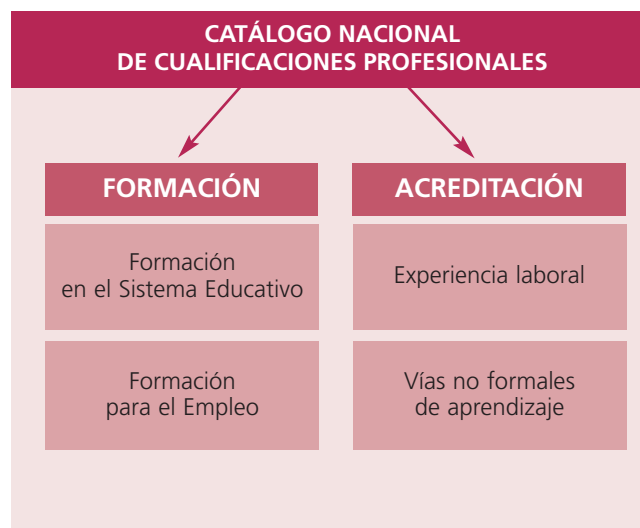 CATÁLOGO NACIONAL
DE CUALIFICACIONES PROFESIONALES
FORMACIÓN
Formación
en el Sistema Educativo
Formación
para el Empleo
ACREDITACIÓN
Experiencia laboral
Vías no formales
de aprendizaje